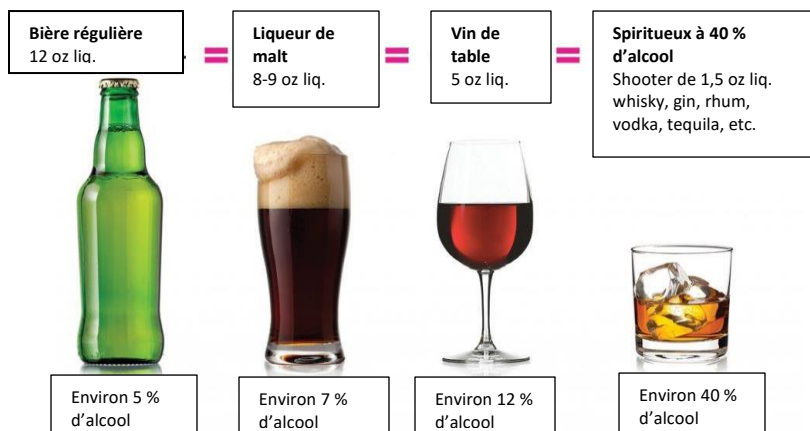 Bière régulière
12 oz liq.
=
Liqueur de
malt
8-9 oz liq.
=
Vin de
table
5 oz liq.
=
Spiritueux à 40 %
d’alcool
Shooter de 1,5 oz liq.
whisky, gin, rhum,
vodka, tequila, etc.
Environ 5 %
d’alcool
Environ 7 %
d’alcool
Environ 12 %
d’alcool
Environ 40 %
d’alcool